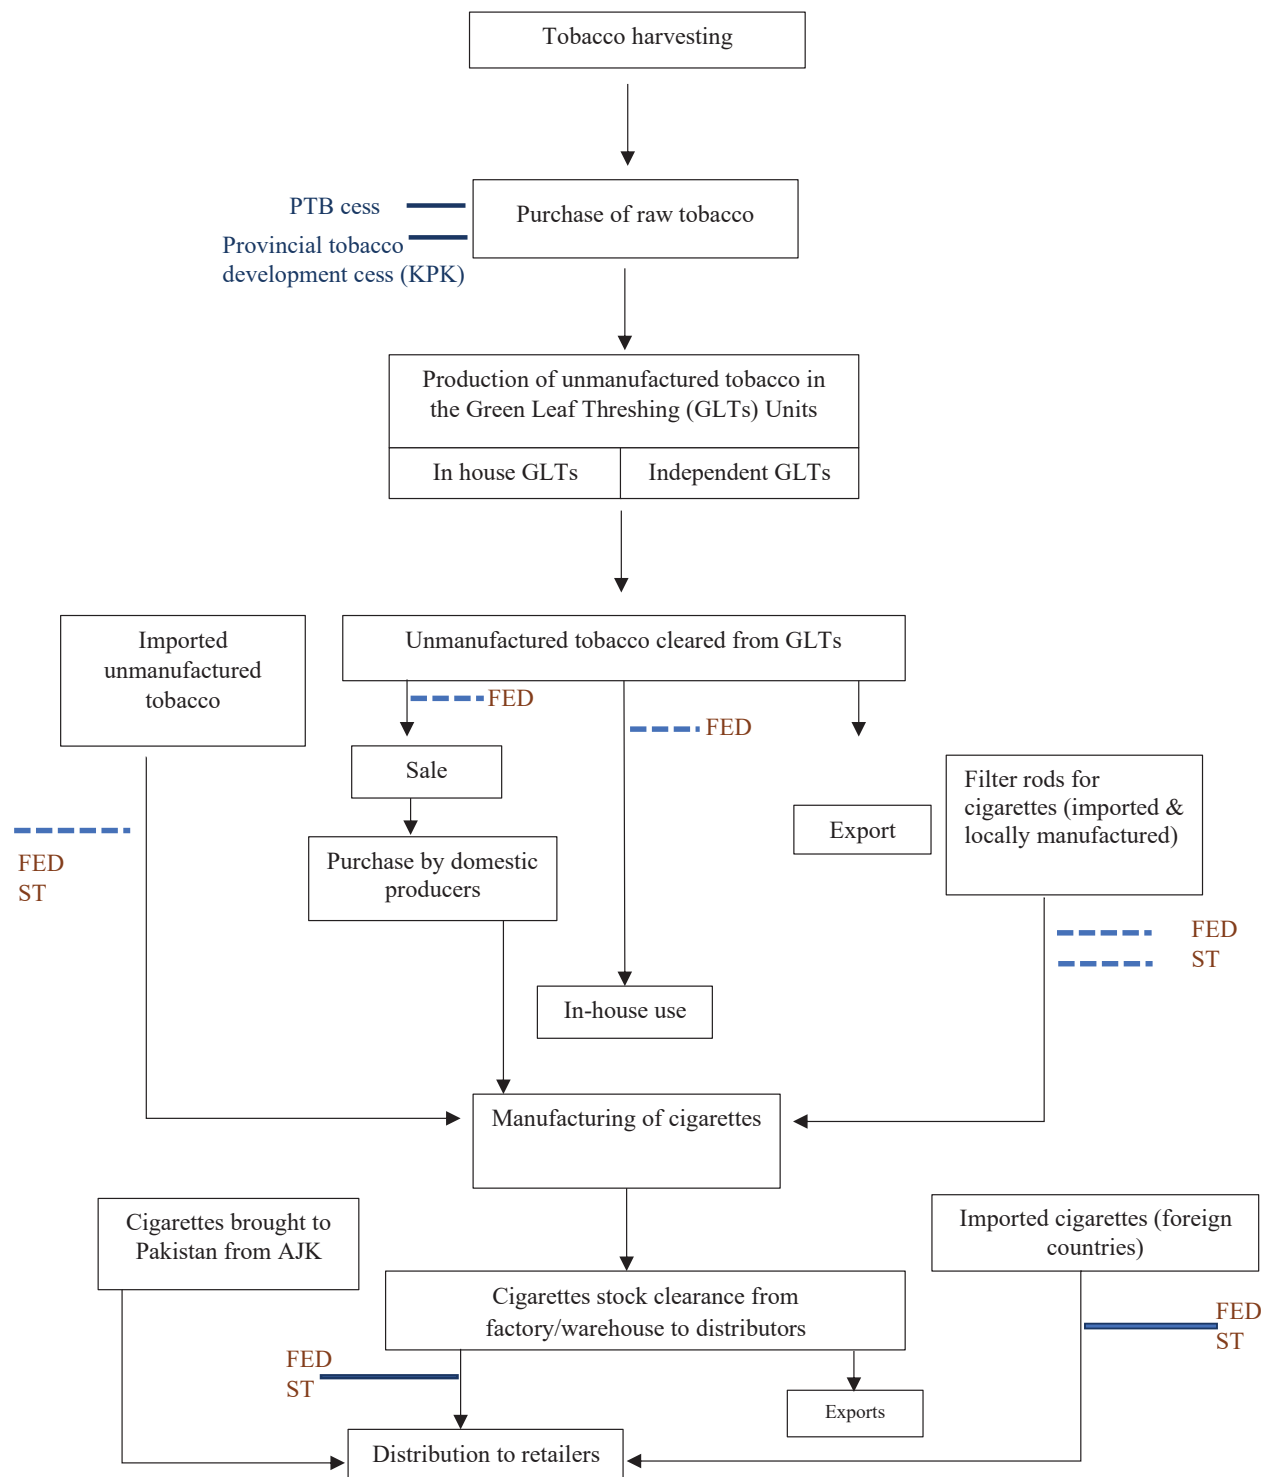 Tobacco harvesting
PTB cess
Purchase of raw tobacco
Provincial tobacco
development cess (KPK)
Production of unmanufactured tobacco in
the Green Leaf Threshing (GLTs) Units
In house GLTs
Independent GLTs
Imported
unmanufactured
tobacco
Unmanufactured tobacco cleared from GLTs
FED
FED
Sale
Export
Filter rods for
cigarettes (imported &
locally manufactured)
FED
ST
Purchase by domestic
producers
FED
ST
In-house use
Manufacturing of cigarettes
Cigarettes brought to
Pakistan from AJK
Imported cigarettes (foreign
countries)
Cigarettes stock clearance from
factory/warehouse to distributors
FED
ST
FED
ST
Exports
Distribution to retailers